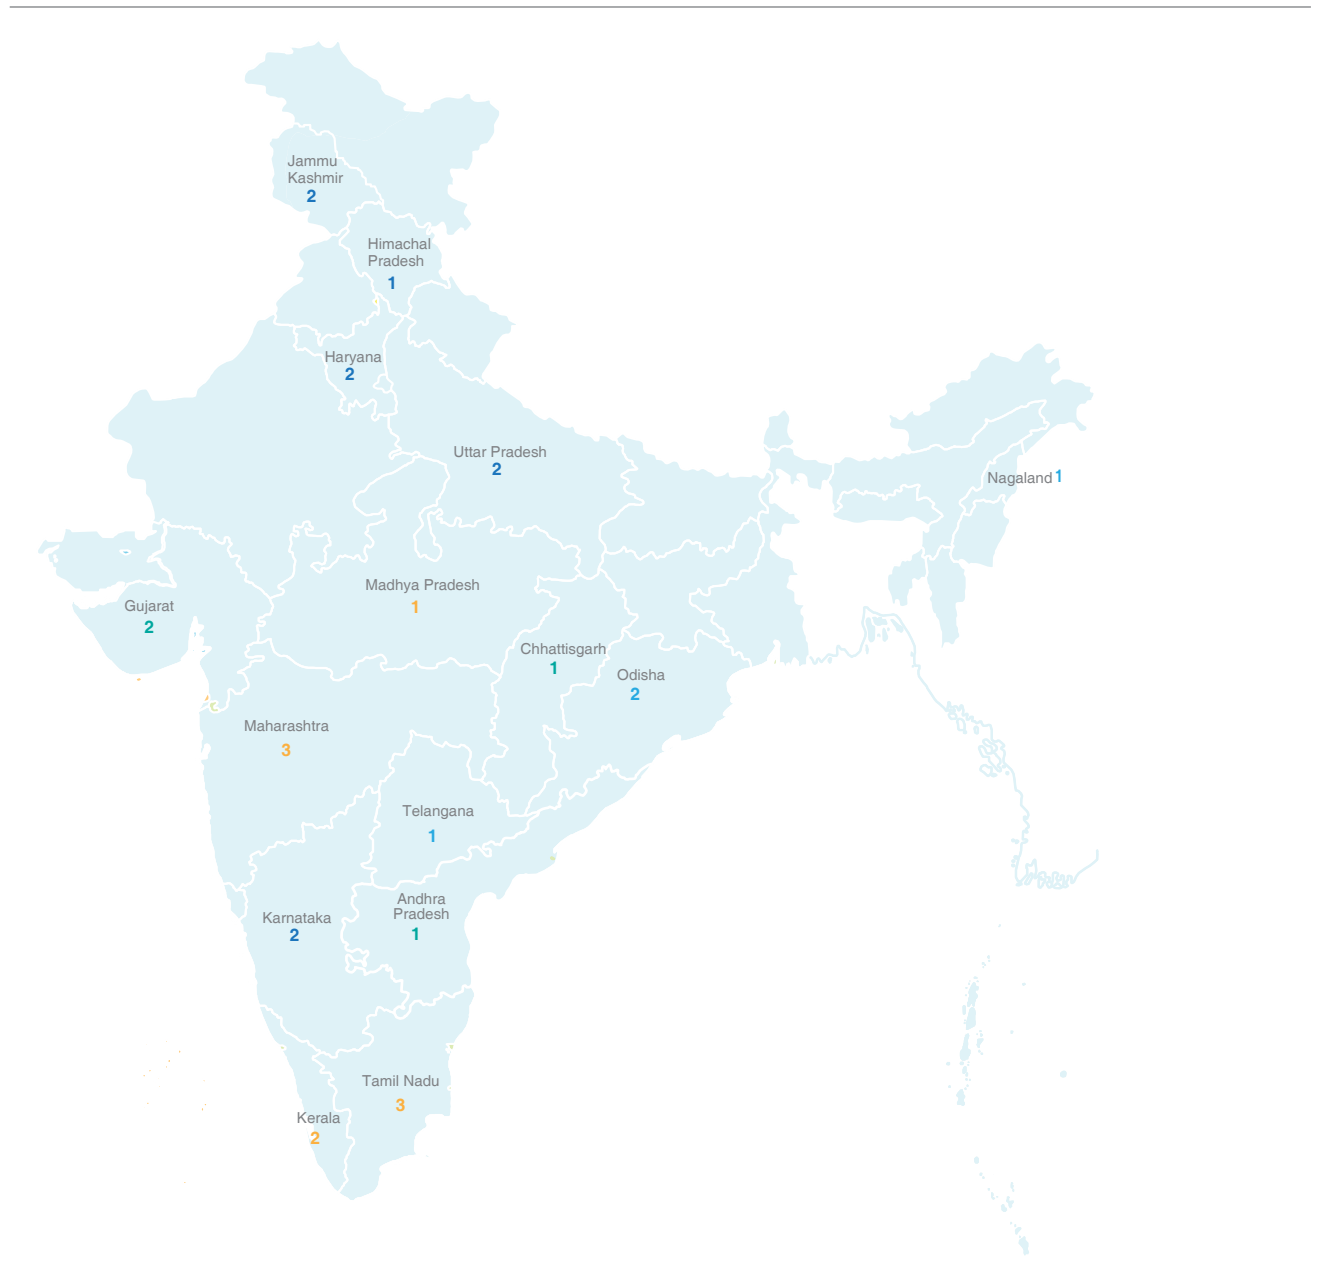 Jammu
Kashmir
2
Himachal
Pradesh
1
Haryana
2
Uttar Pradesh
2
Nagaland 1
Madhya Pradesh
1
Gujarat
2
Chhattisgarh
1
Odisha
2
Maharashtra
3
Telangana
1
Andhra
Pradesh
1
Karnataka
2
Tamil Nadu
3
Kerala
2